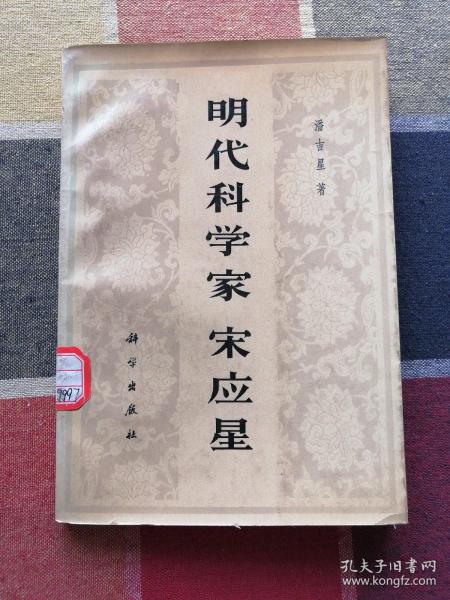 潘吉星 著
明代科学家 宋应星
科学出版社
9997
孔夫子旧书网
www.kongfz.com